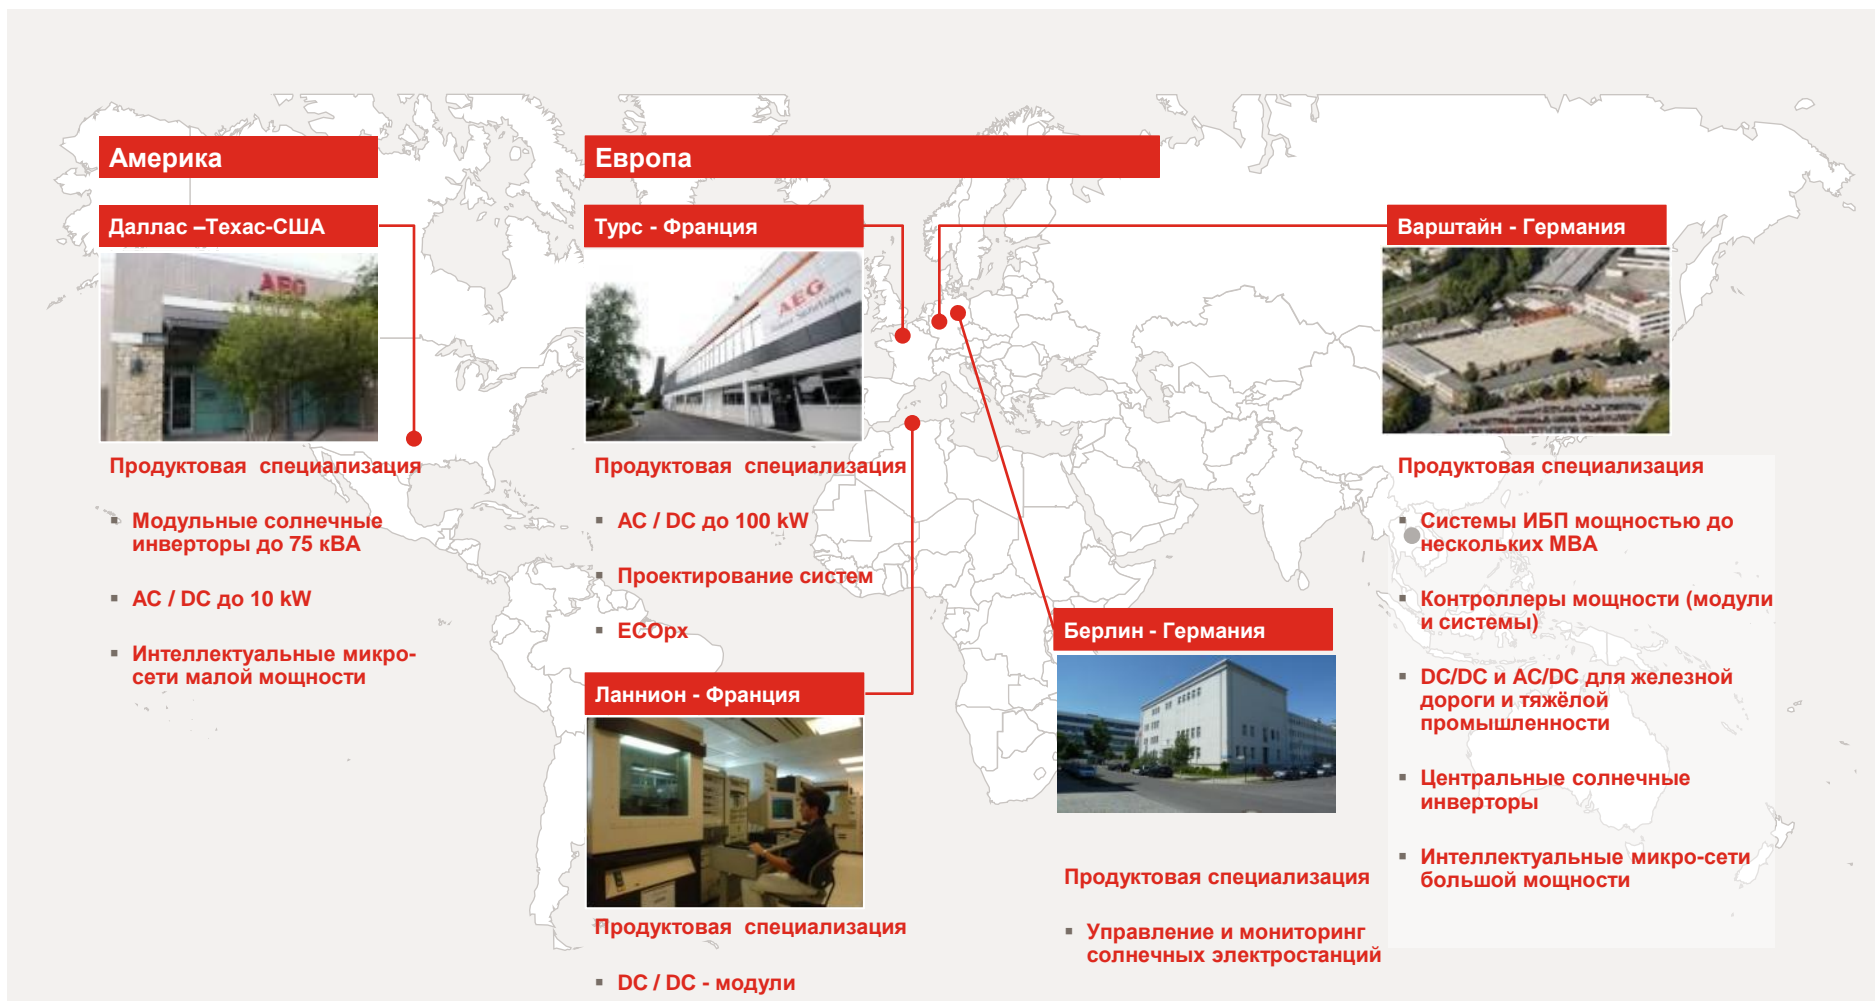 Америка
Даллас –Техас-США
AEG
Продуктовая специализация
▪ Модульные солнечные
инверторы до 75 кВА
▪ AC / DC до 10 kW
▪ Интеллектуальные микро-
сети малой мощности
Европа
Турс - Франция
AEG
Solutions
Продуктовая специализация
▪ AC / DC до 100 kW
▪ Проектирование систем
▪ ECOpx
Ланнион - Франция
Продуктовая специализация
▪ DC / DC - модули
Берлин - Германия
Продуктовая специализация
▪ Управление и мониторинг
солнечных электростанций
Варштайн - Германия
Продуктовая специализация
▪ Системы ИБП мощностью до
нескольких МВА
▪ Контроллеры мощности (модули
и системы)
▪ DC/DC и AC/DC для железной
дороги и тяжёлой
промышленности
▪ Центральные солнечные
инверторы
▪ Интеллектуальные микро-сети
большой мощности